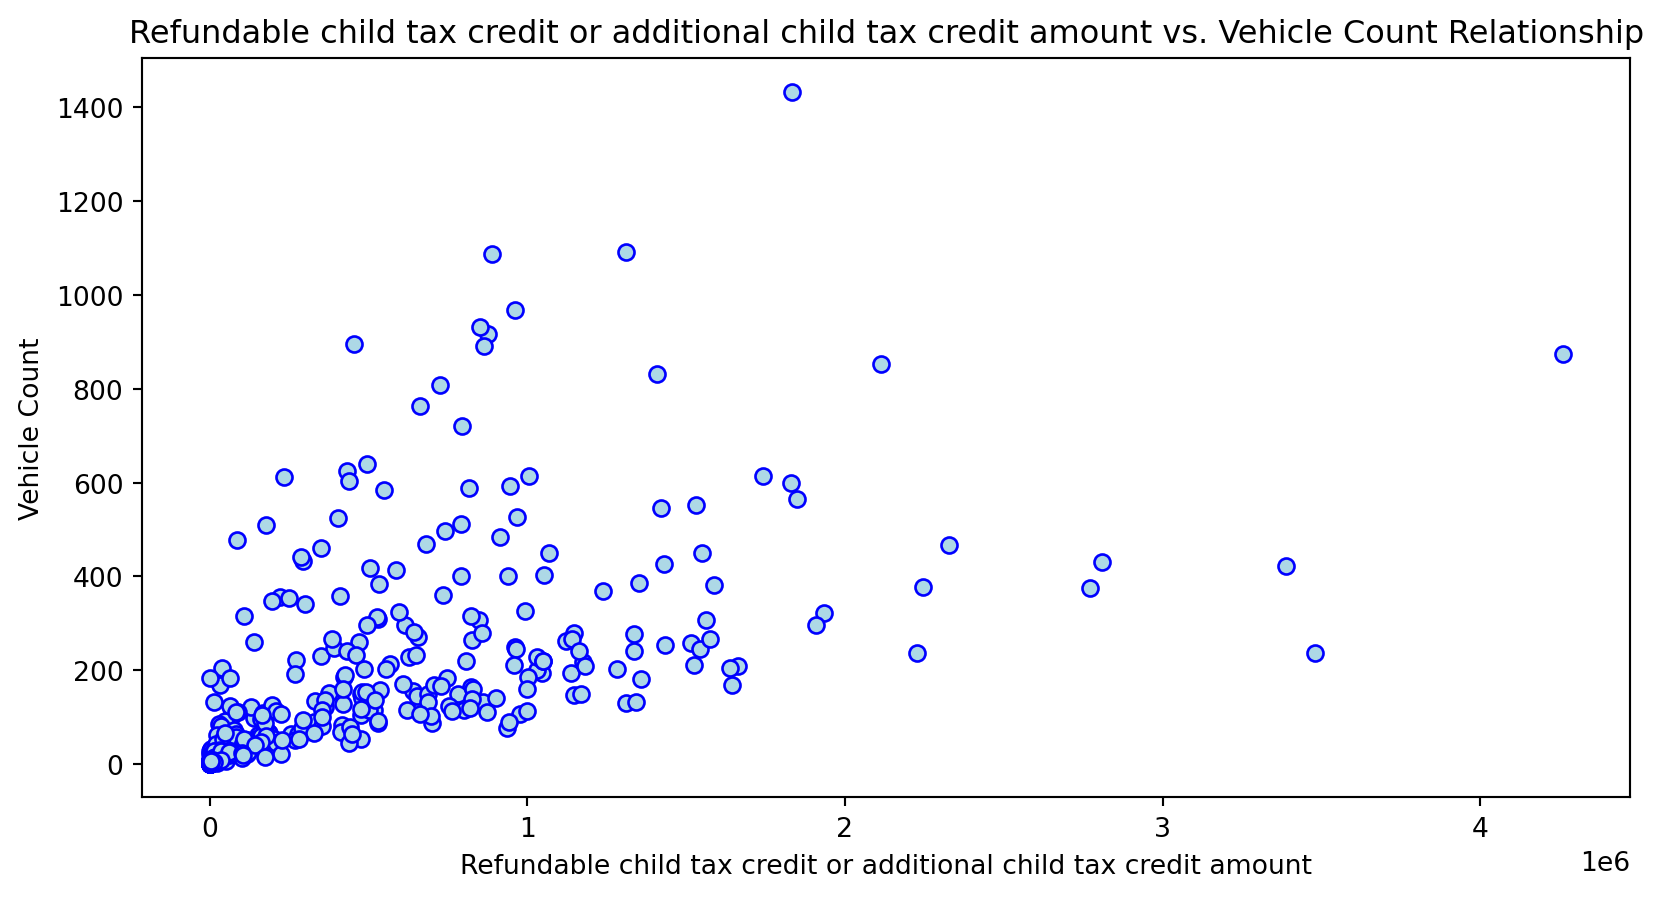 Refundable child tax credit or additional child tax credit amount vs. Vehicle Count Relationship
1400
1200
1000
800
600
400
200
0
Vehicle Count
0 1 2 3 4
1e6
Refundable child tax credit or additional child tax credit amount